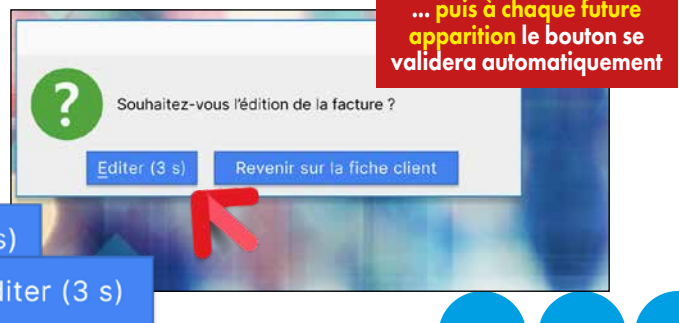 ... puis à chaque future
apparition le bouton se
validera automatiquement
?
Souhaitez-vous l'édition de la facture ?
Editer (3 s)
Revenir sur la fiche client
s)
diter (3 s)